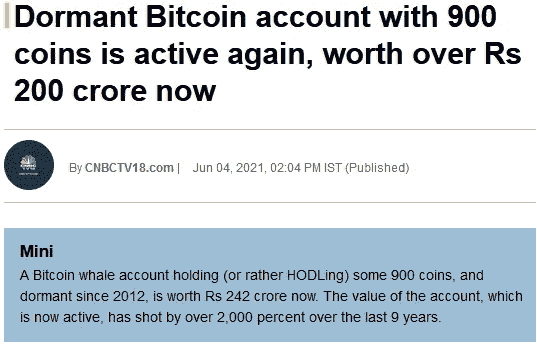 Dormant Bitcoin account with 900
coins is active again, worth over Rs
200 crore now
By CNBCTV18.com | Jun 04, 2021, 02:04 PM IST (Published)
Mini
A Bitcoin whale account holding (or rather HODLing) some 900 coins, and
dormant since 2012, is worth Rs 242 crore now. The value of the account, which
is now active, has shot by over 2,000 percent over the last 9 years.